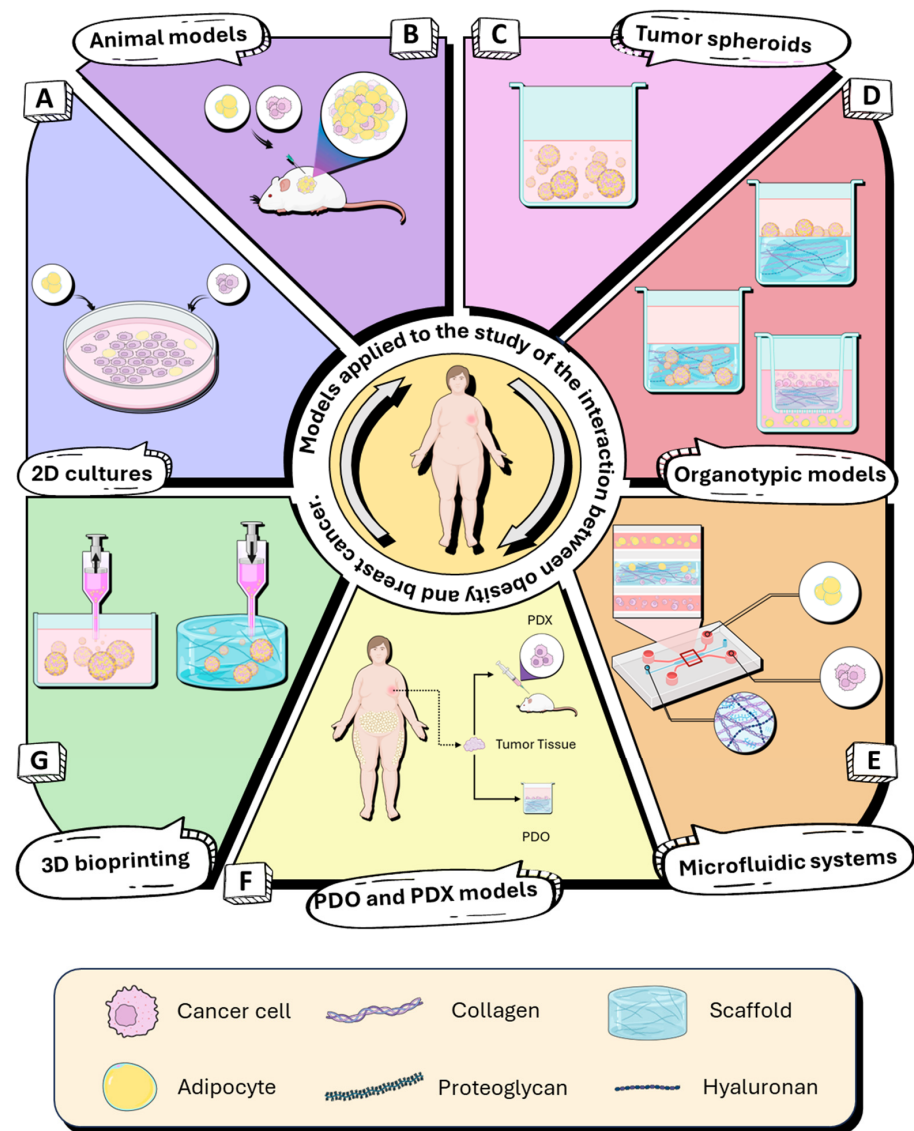 Animal models
B
C
Tumor spheroids
A
D
Models applied to the study of the interaction between obesity and breast cancer.
2D cultures
Organotypic models
PDX
Tumor Tissue
PDO
G
E
3D bioprinting
F
PDO and PDX models
Microfluidic systems
Cancer cell
Collagen
Scaffold
Adipocyte
Proteoglycan
Hyaluronan